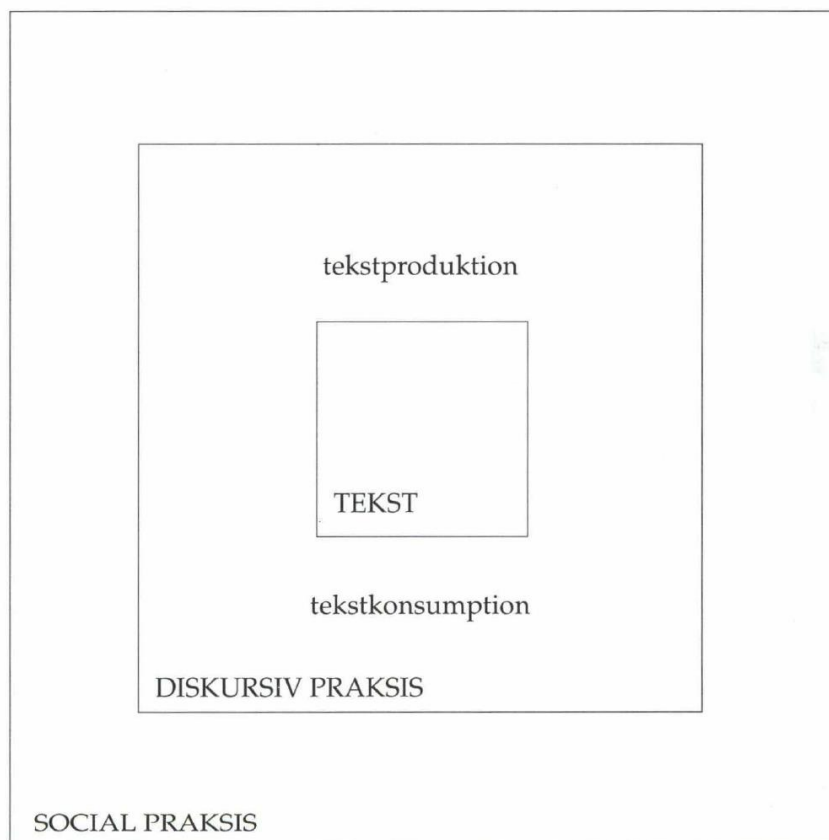 tekstproduktion
TEKST
tekstkonsumption
DISKURSIV PRAKSIS
SOCIAL PRAKSIS